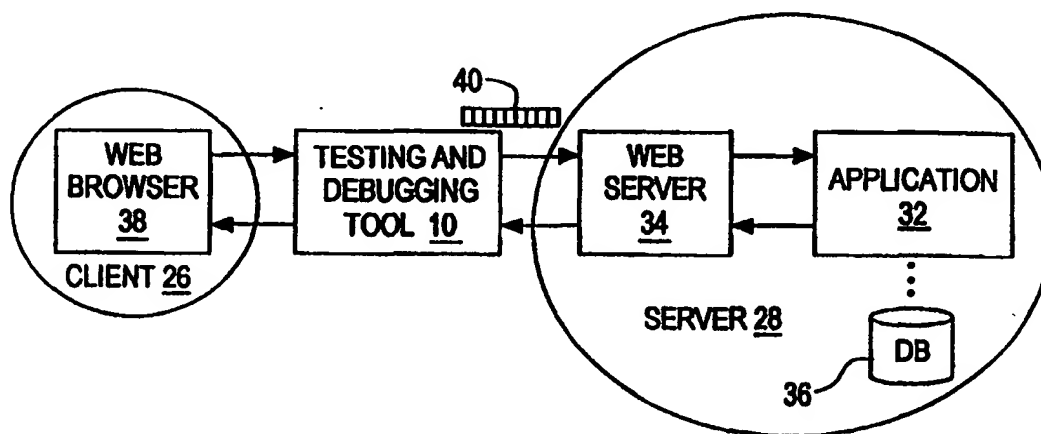 40
WEB
BROWSER
38
CLIENT 26
TESTING AND
DEBUGGING
TOOL 10
WEB
SERVER
34
APPLICATION
32
SERVER 28
DB
36